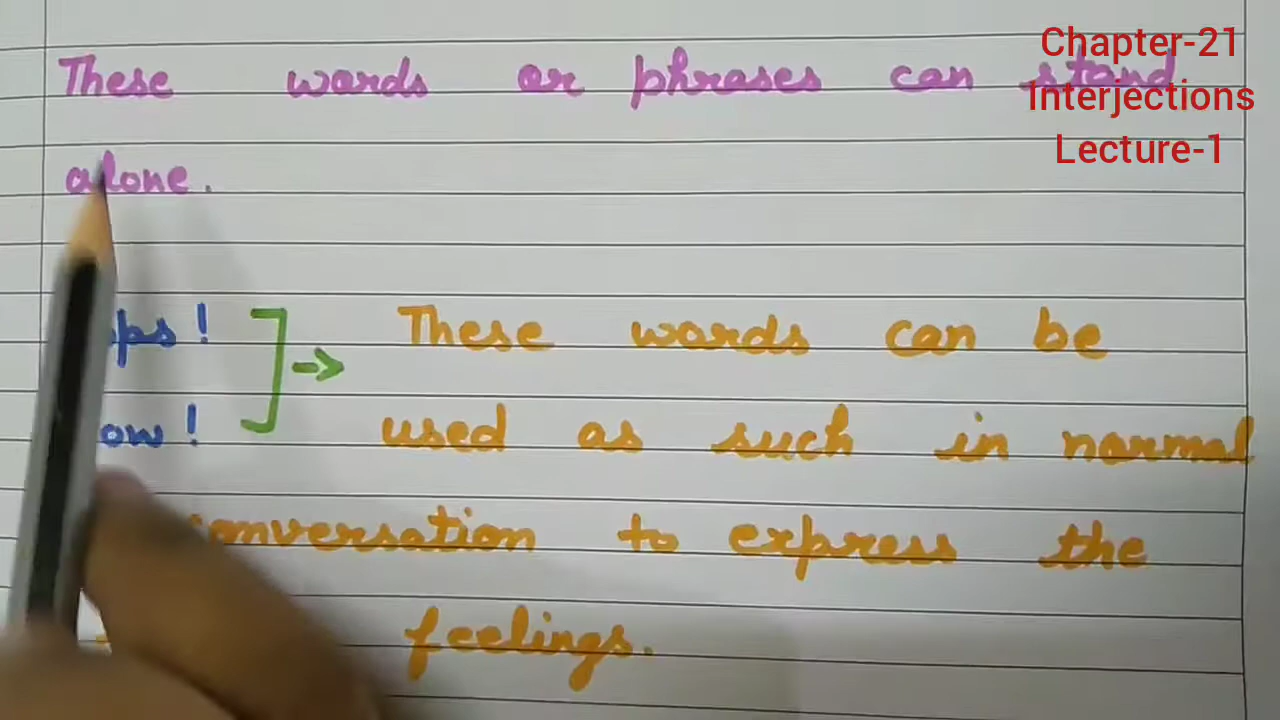 These words or phrases can stand
alone.
Chapter-21
Interjections
Lecture-1
These words can be
used as such in normal
conversation to express the
feelings.